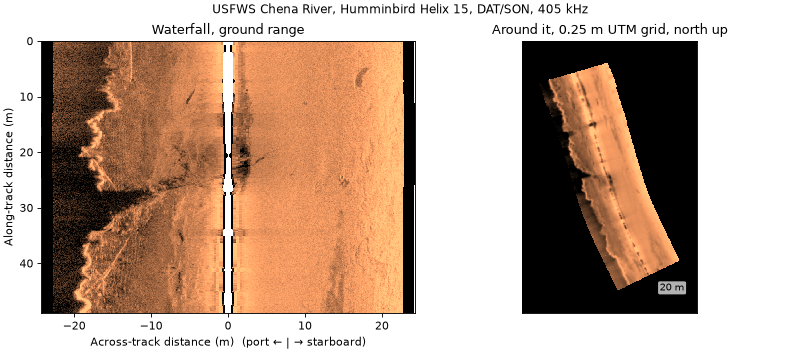 USFWS Chena River, Humminbird Helix 15, DAT/SON, 405 kHz
Waterfall, ground range
Around it, 0.25 m UTM grid, north up
0
10
20
30
40
Along-track distance (m)
−20
−10
0
10
20
Across-track distance (m)  (port ← | → starboard)
20 m